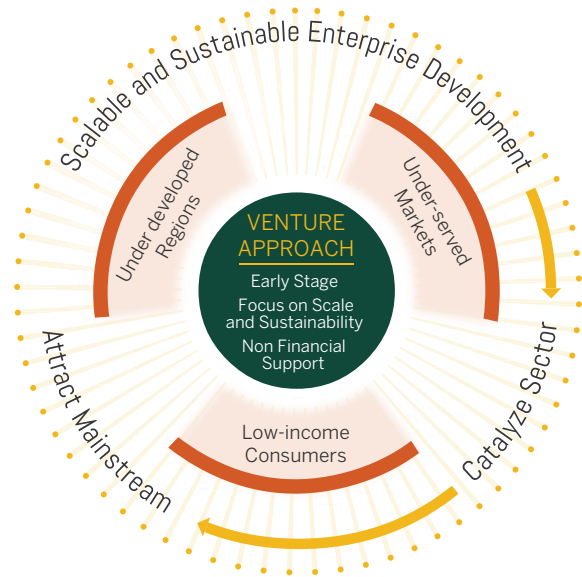 Scalable and Sustainable Enterprise Development
Under developed
Regions
Under-served
Markets
VENTURE
APPROACH
Early Stage
Focus on Scale
and Sustainability
Non Financial
Support
Low-income
Consumers
Catalyze Sector
Attract Mainstream